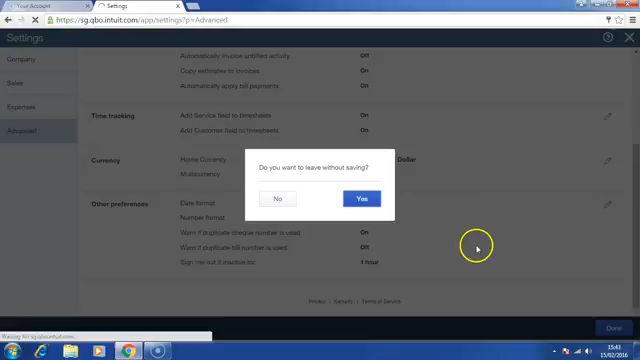 Your Account
Settings
https://sg.qbo.intuit.com/app/settings?p=Advanced
Settings
Company
Sales
Expenses
Advanced
Automatically invoice unbilled activity Off
Copy estimates to invoices On
Automatically apply bill payments On
Time tracking
Add Service field to timesheets On
Add Customer field to timesheets On
Currency
Home Currency Dollar
Multicurrency
Do you want to leave without saving?
No
Yes
Other preferences
Date format
Number format
Warn if duplicate cheque number is used On
Warn if duplicate bill number is used Off
Sign me out if inactive for 1 hour
Privacy | Security | Terms of Service
Done
Waiting for sg.qbo.intuit.com...
15:43
15/02/2016